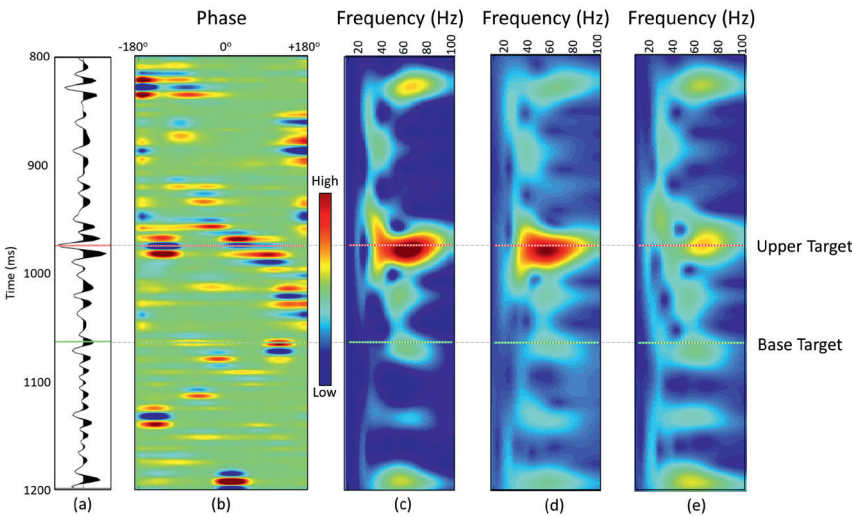 Phase
Frequency (Hz)
Frequency (Hz)
Frequency (Hz)
-180° 0° +180°
20 40 60 80 100
20 40 60 80 100
20 40 60 80 100
800
900
1000
1100
1200
Time (ms)
High
Low
Upper Target
Base Target
(a) (b) (c) (d) (e)